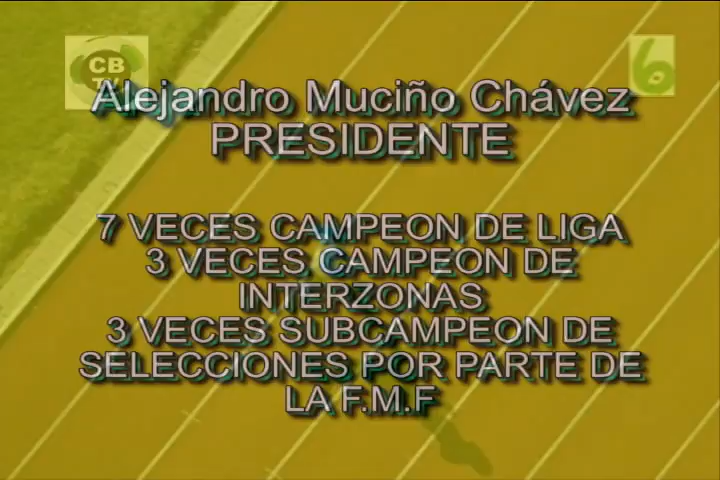 CB
TV
6
Alejandro Muciño Chávez
PRESIDENTE
7 VECES CAMPEON DE LIGA
3 VECES CAMPEON DE
INTERZONAS
3 VECES SUBCAMPEON DE
SELECCIONES POR PARTE DE
LA F.M.F